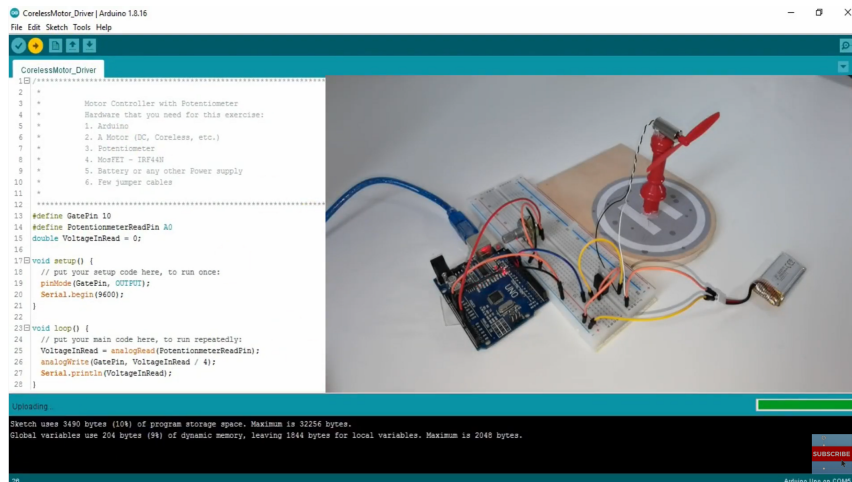 CorelessMotor_Driver | Arduino 1.8.16
File Edit Sketch Tools Help
CorelessMotor_Driver
1 /*****************************************************************
2 *
3 * Motor Controller with Potentiometer
4 * Hardware that you need for this exercise:
5 * 1. Arduino
6 * 2. A Motor (DC, Coreless, etc.)
7 * 3. Potentiometer
8 * 4. MosFET - IRF44N
9 * 5. Battery or any other Power supply
10 * 6. Few jumper cables
11 *
12 *****************************************************************
13 #define GatePin 10
14 #define PotentionmeterReadPin A0
15 double VoltageInRead = 0;
16
17 void setup() {
18 // put your setup code here, to run once:
19 pinMode(GatePin, OUTPUT);
20 Serial.begin(9600);
21 }
22
23 void loop() {
24 // put your main code here, to run repeatedly:
25 VoltageInRead = analogRead(PotentionmeterReadPin);
26 analogWrite(GatePin, VoltageInRead / 4);
27 Serial.println(VoltageInRead);
28 }
Uploading...
Sketch uses 3490 bytes (10%) of program storage space. Maximum is 32256 bytes.
Global variables use 204 bytes (9%) of dynamic memory, leaving 1844 bytes for local variables. Maximum is 2048 bytes.
SUBSCRIBE
26
Arduino Uno on COM6